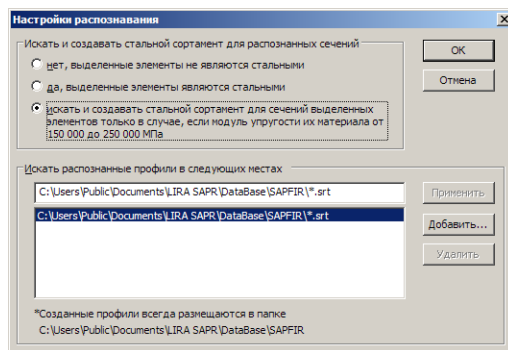 Настройки распознавания
Искать и создавать стальной сортамент для распознанных сечений
нет, выделенные элементы не являются стальными
да, выделенные элементы являются стальными
искать и создавать стальной сортамент для сечений выделенных
элементов только в случае, если модуль упругости их материала от
150 000 до 250 000 МПа
OK
Отмена
Искать распознанные профили в следующих местах
C:\Users\Public\Documents\LIRA SAPR\DataBase\SAPFIR\*.srt
Применить
C:\Users\Public\Documents\LIRA SAPR\DataBase\SAPFIR\*.srt
Добавить...
Удалить
*Созданные профили всегда размещаются в папке
C:\Users\Public\Documents\LIRA SAPR\DataBase\SAPFIR